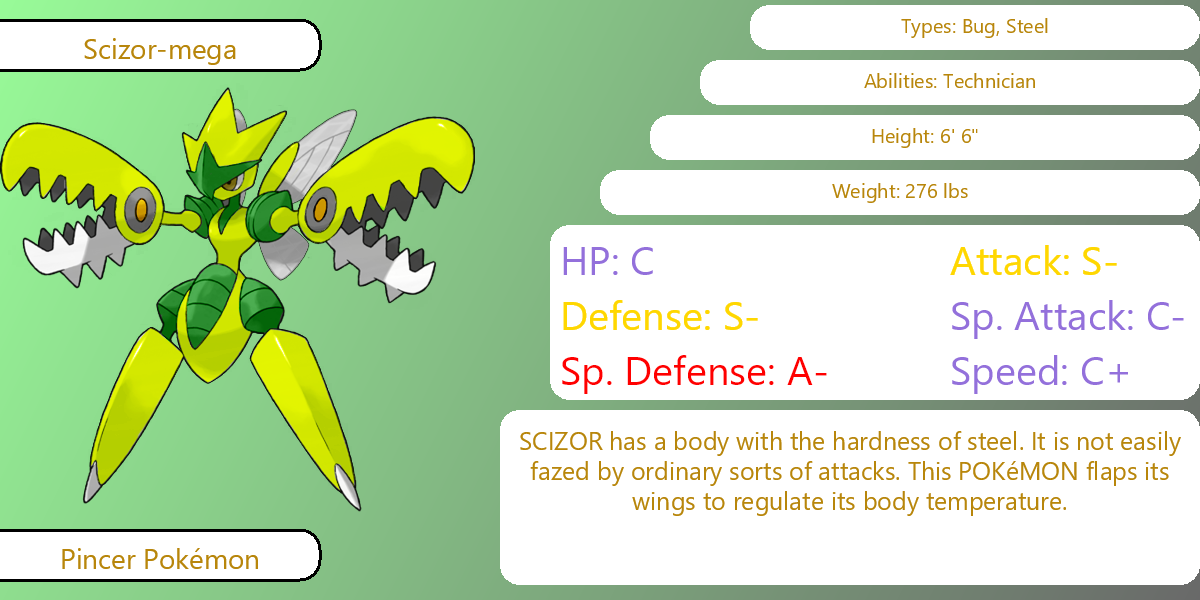 Scizor-mega
Types: Bug, Steel
Abilities: Technician
Height: 6' 6"
Weight: 276 lbs
HP: C
Attack: S-
Defense: S-
Sp. Attack: C-
Sp. Defense: A-
Speed: C+
SCIZOR has a body with the hardness of steel. It is not easily
fazed by ordinary sorts of attacks. This POKéMON flaps its
wings to regulate its body temperature.
Pincer Pokémon